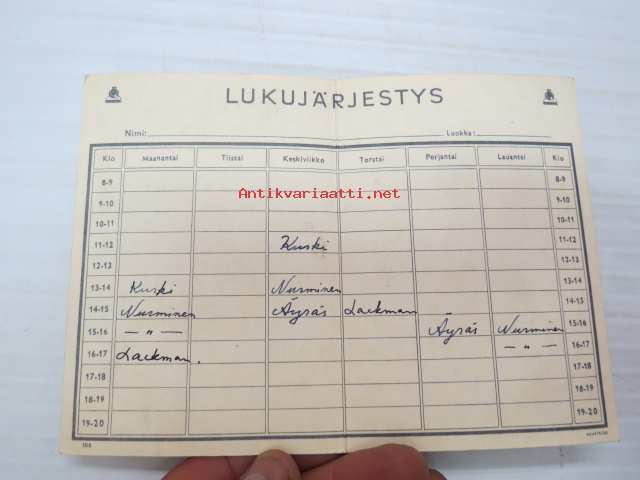 LUKUJÄRJESTYS
Nimi: Luokka:
Klo Maanantai Tiistai Keskiviikko Torstai Perjantai Lauantai Klo
8-9 8-9
Antikvariaatti.net
9-10 9-10
10-11 10-11
11-12 Kuski 11-12
12-12 12-13
13-14 Kuski Nurminen 13-14
14-15 Nurminen Äyräs Lackman 14-15
15-16 — " — Äyräs Nurminen 15-16
16-17 Lackman. — " — 16-17
17-18 17-18
18-19 18-19
19-20 19-20